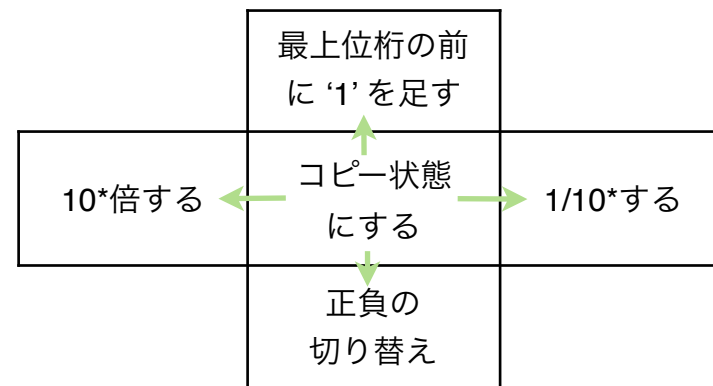 最上位桁の前
に ‘1’ を足す
10*倍する
コピー状態
にする
1/10*する
正負の
切り替え